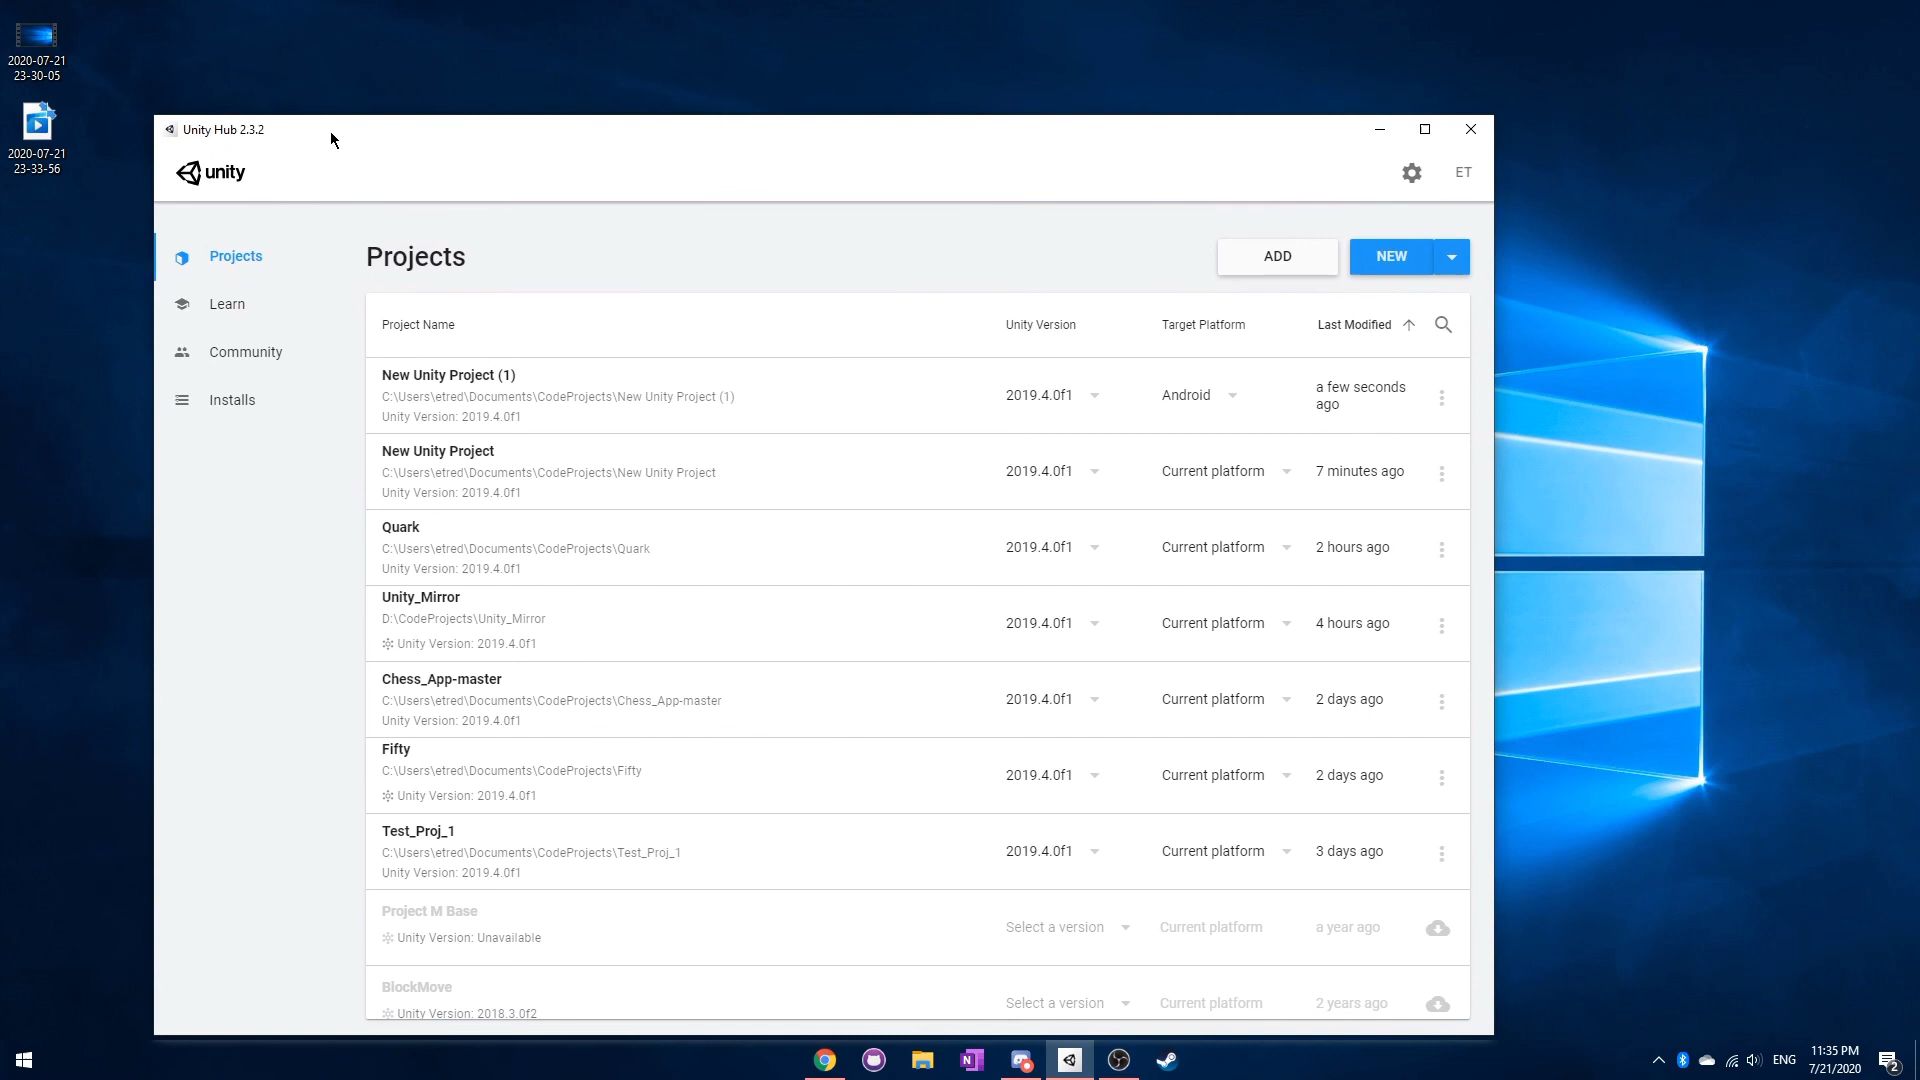 2020-07-21
23-30-05
2020-07-21
23-33-56
Unity Hub 2.3.2
unity
ET
Projects
Learn
Community
Installs
Projects
ADD
NEW
Project Name
Unity Version
Target Platform
Last Modified
New Unity Project (1)
C:\Users\etred\Documents\CodeProjects\New Unity Project (1)
Unity Version: 2019.4.0f1
2019.4.0f1
Android
a few seconds
ago
New Unity Project
C:\Users\etred\Documents\CodeProjects\New Unity Project
Unity Version: 2019.4.0f1
2019.4.0f1
Current platform
7 minutes ago
Quark
C:\Users\etred\Documents\CodeProjects\Quark
Unity Version: 2019.4.0f1
2019.4.0f1
Current platform
2 hours ago
Unity_Mirror
D:\CodeProjects\Unity_Mirror
Unity Version: 2019.4.0f1
2019.4.0f1
Current platform
4 hours ago
Chess_App-master
C:\Users\etred\Documents\CodeProjects\Chess_App-master
Unity Version: 2019.4.0f1
2019.4.0f1
Current platform
2 days ago
Fifty
C:\Users\etred\Documents\CodeProjects\Fifty
Unity Version: 2019.4.0f1
2019.4.0f1
Current platform
2 days ago
Test_Proj_1
C:\Users\etred\Documents\CodeProjects\Test_Proj_1
Unity Version: 2019.4.0f1
2019.4.0f1
Current platform
3 days ago
Project M Base
Unity Version: Unavailable
Select a version
Current platform
a year ago
BlockMove
Unity Version: 2018.3.0f2
Select a version
Current platform
2 years ago
N
ENG
11:35 PM
7/21/2020
2